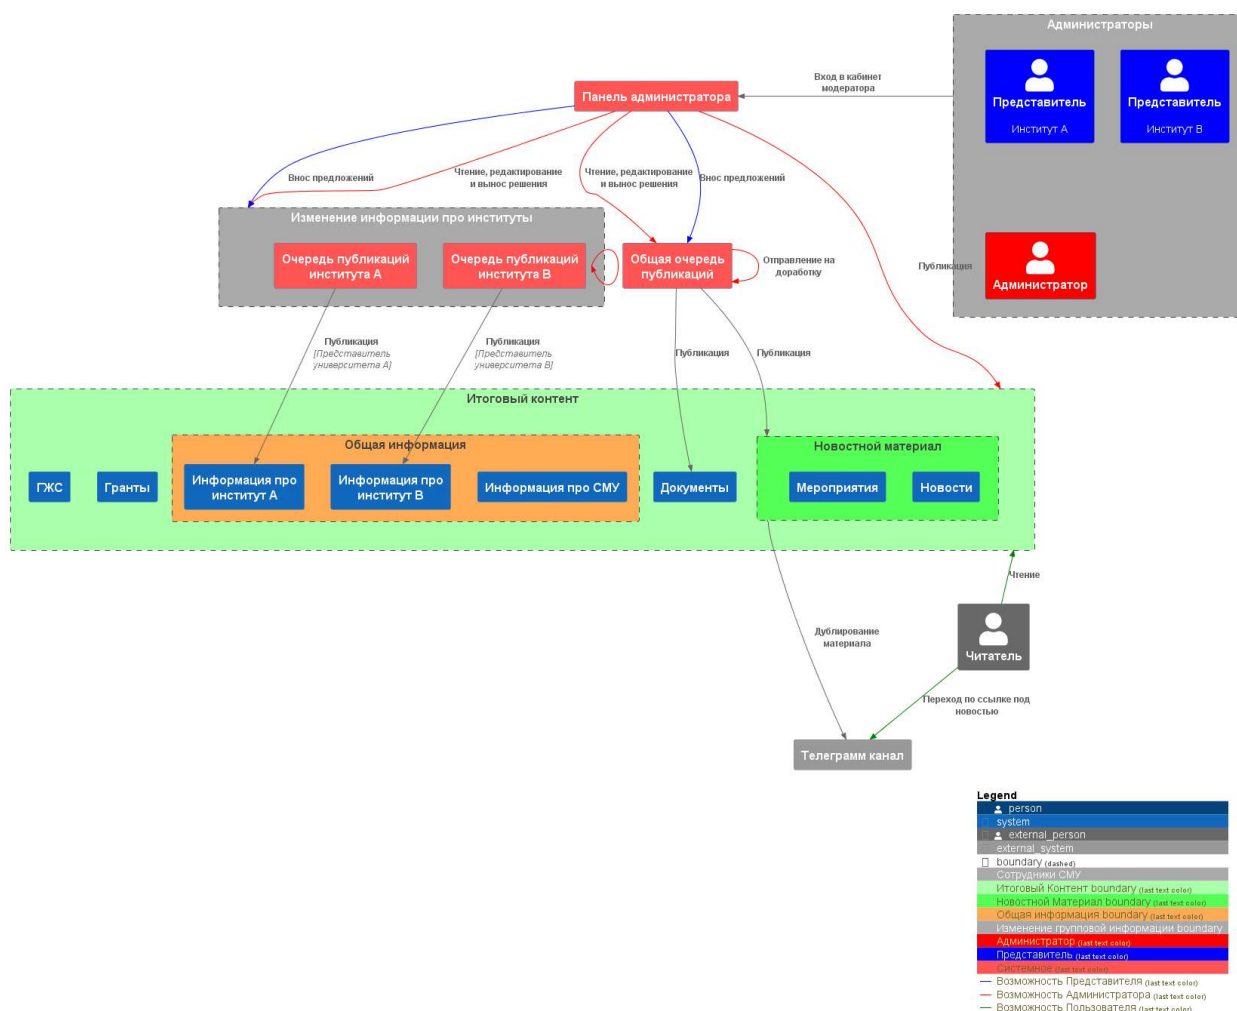 Администраторы
Представитель
Институт А
Представитель
Институт В
Вход в кабинет
модератора
Панель администратора
Внос предложений
Чтение, редактирование
и вынос решения
Чтение, редактирование
и вынос решения
Внос предложений
Администратор
Публикация
Изменение информации про институты
Очередь публикаций
института А
Очередь публикаций
института В
Общая очередь
публикаций
Отправление на
доработку
Публикация
[Представитель
университета А]
Публикация
[Представитель
университета В]
Публикация
Публикация
Итоговый контент
Общая информация
Новостной материал
ГЖС
Гранты
Информация про
институт А
Информация про
институт В
Информация про СМУ
Документы
Мероприятия
Новости
Чтение
Читатель
Дублирование
материала
Переход по ссылке под
новостью
Телеграмм канал
Legend
person
system
external_person
external_system
boundary (dashed)
Сотрудники СМУ
Итоговый Контент boundary (last text color)
Новостной Материал boundary (last text color)
Общая информация boundary (last text color)
Изменение групповой информации boundary
Администратор (last text color)
Представитель (last text color)
Системное (last text color)
Возможность Представителя (last text color)
Возможность Администратора (last text color)
Возможность Пользователя (last text color)